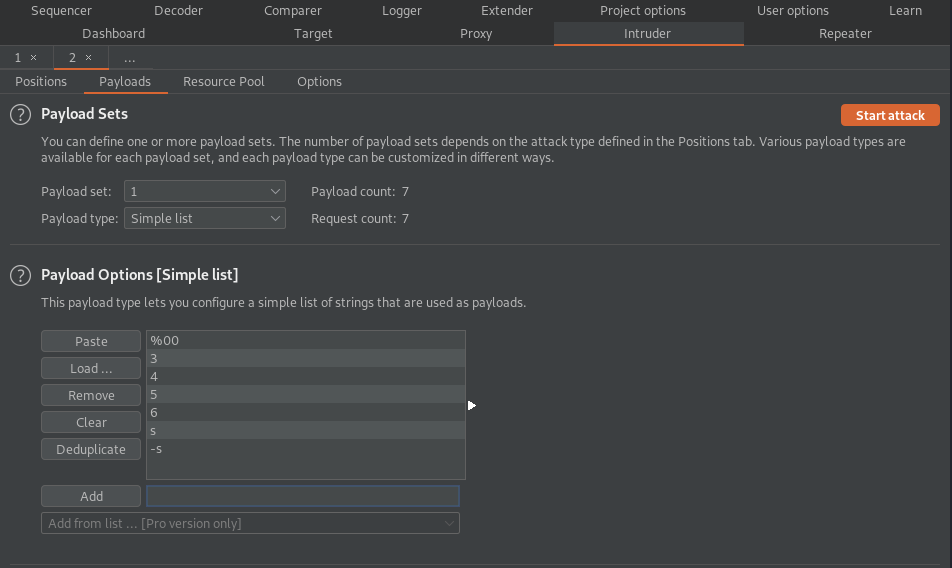 Sequencer Decoder Comparer Logger Extender Project options User options Learn
Dashboard Target Proxy Intruder Repeater
1 × 2 × ...
Positions Payloads Resource Pool Options
? Payload Sets Start attack
You can define one or more payload sets. The number of payload sets depends on the attack type defined in the Positions tab. Various payload types are
available for each payload set, and each payload type can be customized in different ways.
Payload set: 1 Payload count: 7
Payload type: Simple list Request count: 7
? Payload Options [Simple list]
This payload type lets you configure a simple list of strings that are used as payloads.
Paste %00
3
Load ... 4
Remove 5
6
Clear s
Deduplicate -s
Add
Add from list ... [Pro version only]